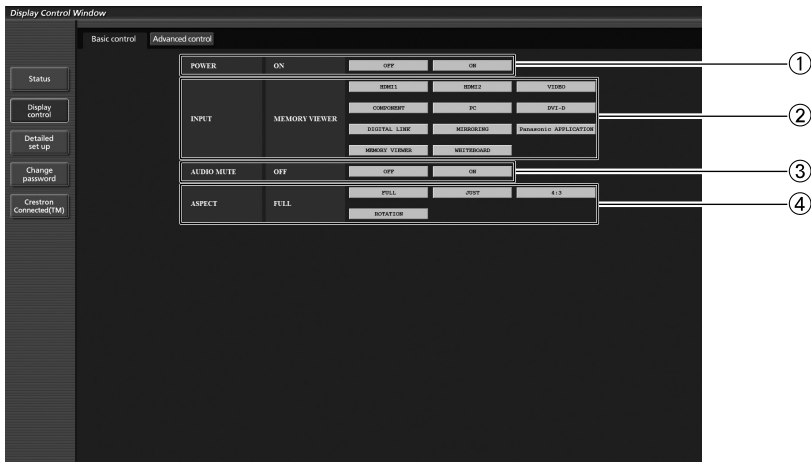 Display Control Window
Basic control Advanced control
POWER ON OFF ON ①
INPUT MEMORY VIEWER HDMI1 HDMI2 VIDEO ②
COMPONENT PC DVI-D
DIGITAL LINK MIRRORING Panasonic APPLICATION
MEMORY VIEWER WHITEBOARD
AUDIO MUTE OFF OFF ON ③
ASPECT FULL FULL JUST 4:3 ④
ROTATION
Status
Display
control
Detailed
set up
Change
password
Crestron
Connected(TM)